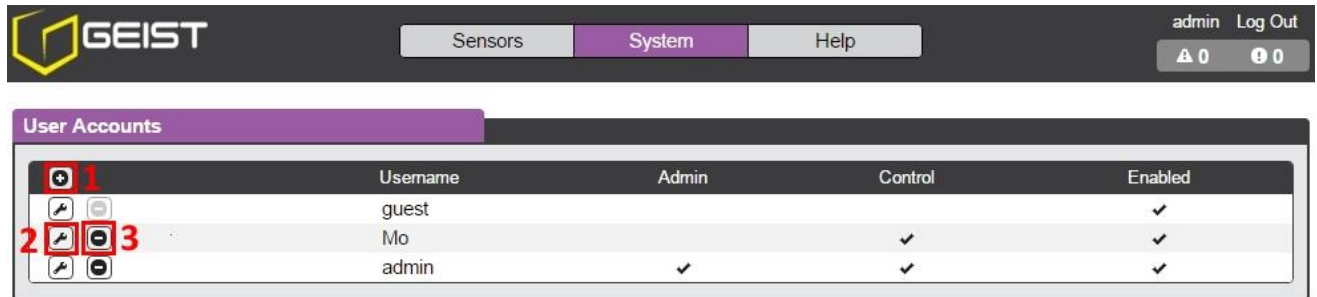 GEIST
Sensors System Help
admin Log Out
0 0
User Accounts
1 Username Admin Control Enabled
guest
2 3 Mo
admin